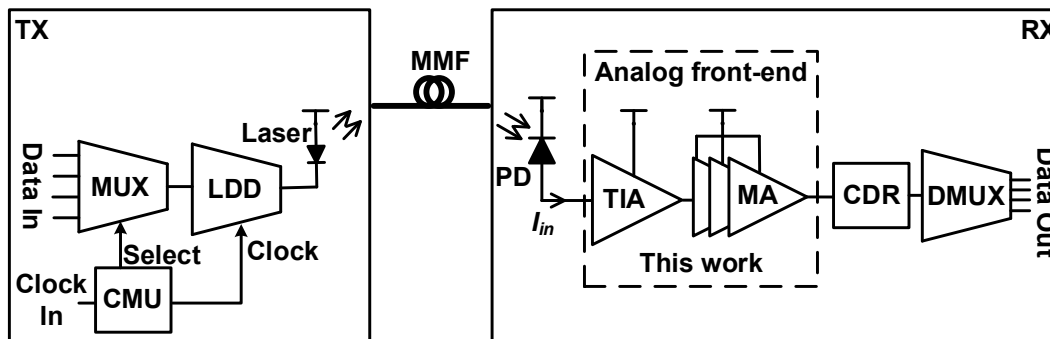 TX
Data In
MUX
LDD
Laser
Select
Clock
Clock
In
CMU
MMF
RX
Analog front-end
PD
I_in
TIA
MA
This work
CDR
DMUX
Data Out